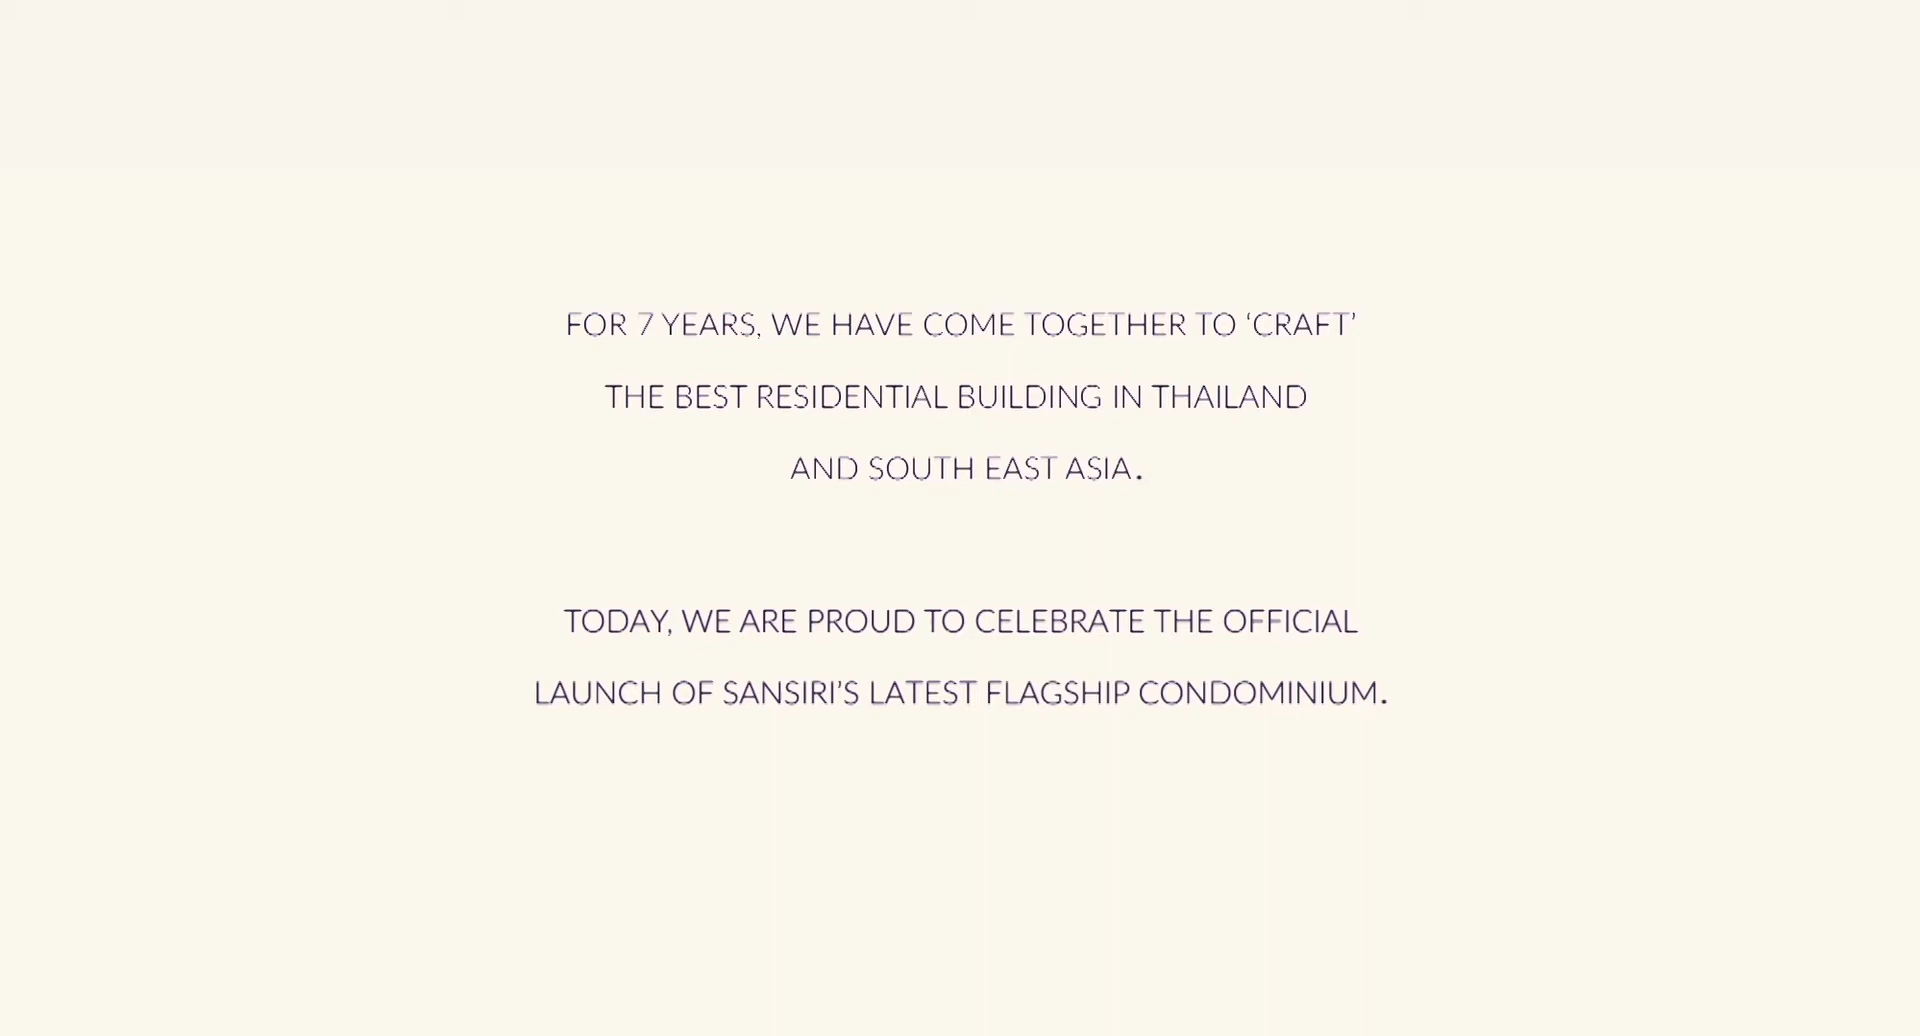 FOR 7 YEARS, WE HAVE COME TOGETHER TO ‘CRAFT’
THE BEST RESIDENTIAL BUILDING IN THAILAND
AND SOUTH EAST ASIA.
TODAY, WE ARE PROUD TO CELEBRATE THE OFFICIAL
LAUNCH OF SANSIRI’S LATEST FLAGSHIP CONDOMINIUM.